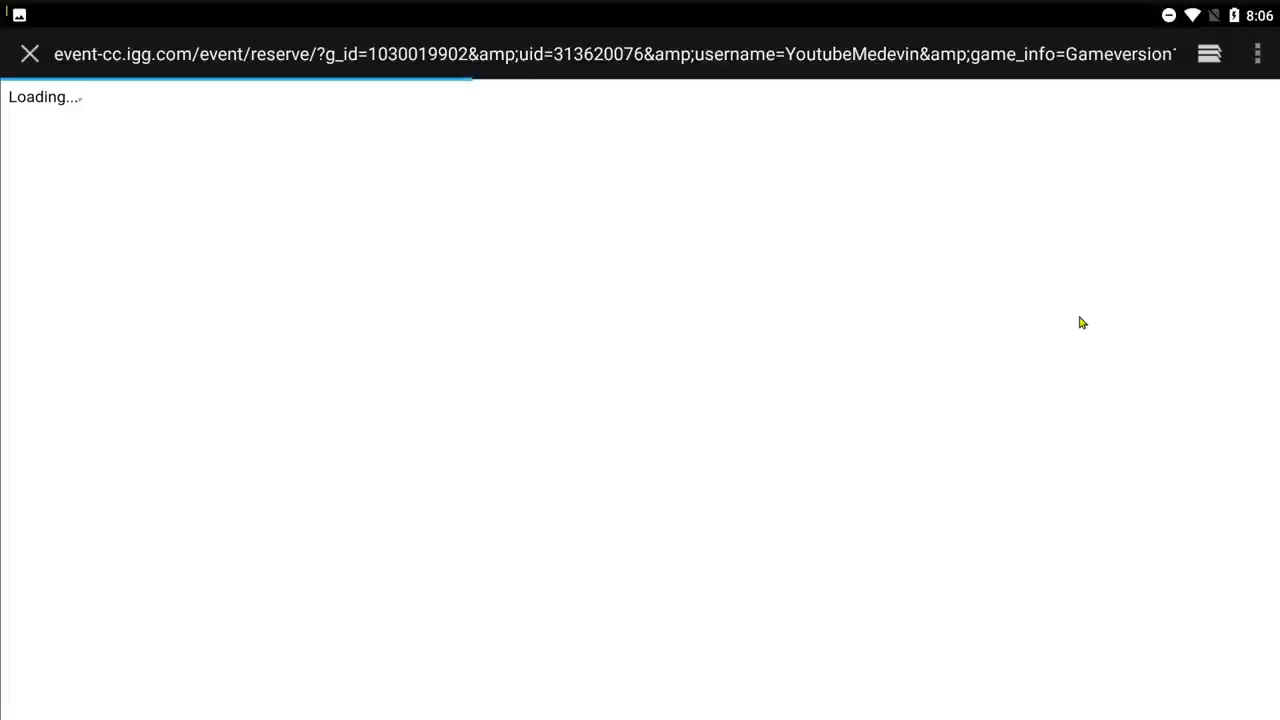 8:06
event-cc.igg.com/event/reserve/?g_id=1030019902&amp;uid=313620076&amp;username=YoutubeMedevin&amp;game_info=Gameversion
Loading...